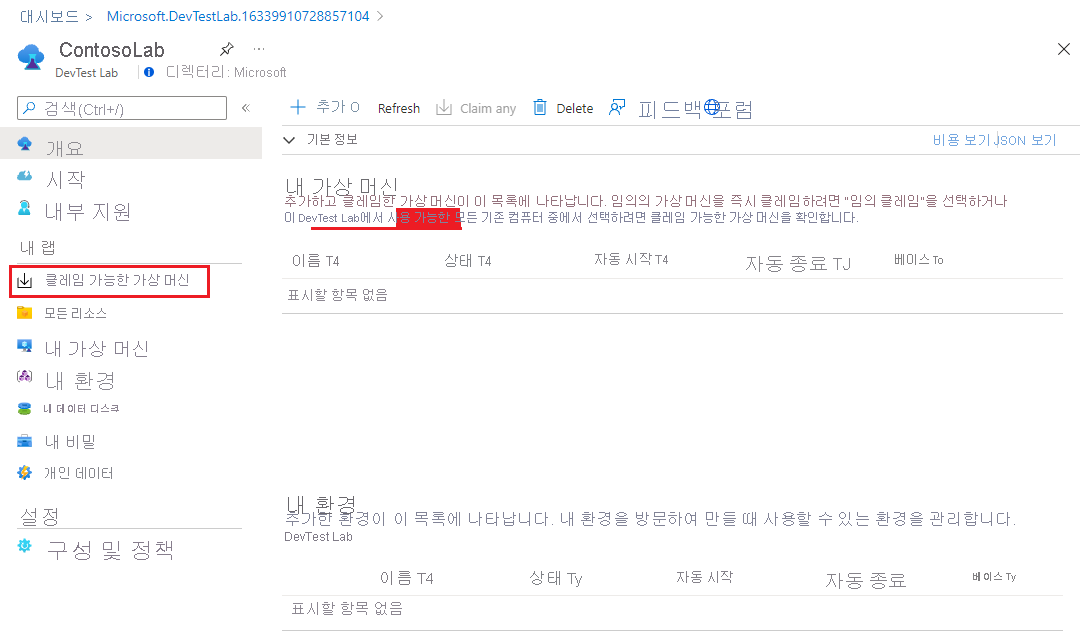 대시보드 > Microsoft.DevTestLab.16339910728857104 >
ContosoLab ...
DevTest Lab
디렉터리: Microsoft
검색(Ctrl+/) «
개요
시작
내부 지원
내 랩
클레임 가능한 가상 머신
모든 리소스
내 가상 머신
내 환경
내 데이터 디스크
내 비밀
개인 데이터
설정
구성 및 정책
추가 O Refresh Claim any Delete 피드백 포럼
기본 정보 비용 보기 JSON 보기
내 가상 머신
추가하고 클레임한 가상 머신이 이 목록에 나타납니다. 임의의 가상 머신을 즉시 클레임하려면 "임의 클레임"을 선택하거나
이 DevTest Lab에서 사용 가능한 모든 기존 컴퓨터 중에서 선택하려면 클레임 가능한 가상 머신을 확인합니다.
이름 T4 상태 T4 자동 시작 T4 자동 종료 TJ 베이스 To
표시할 항목 없음
내 환경
추가한 환경이 이 목록에 나타납니다. 내 환경을 방문하여 만들 때 사용할 수 있는 환경을 관리합니다.
DevTest Lab
이름 T4 상태 Ty 자동 시작 자동 종료 베이스 Ty
표시할 항목 없음